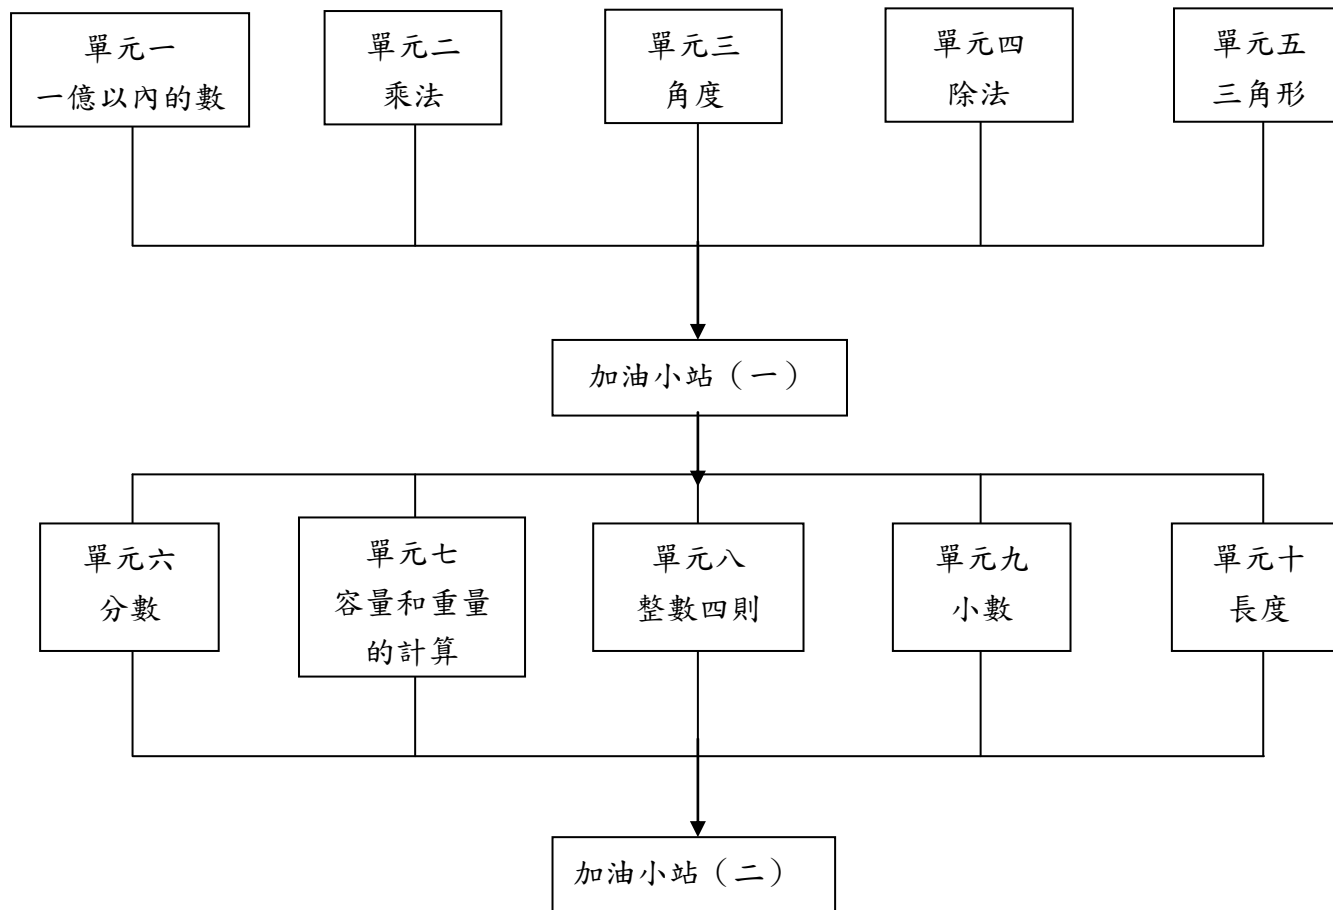 單元一
一億以內的數
單元二
乘法
單元三
角度
單元四
除法
單元五
三角形
加油小站（一）
單元六
分數
單元七
容量和重量
的計算
單元八
整數四則
單元九
小數
單元十
長度
加油小站（二）